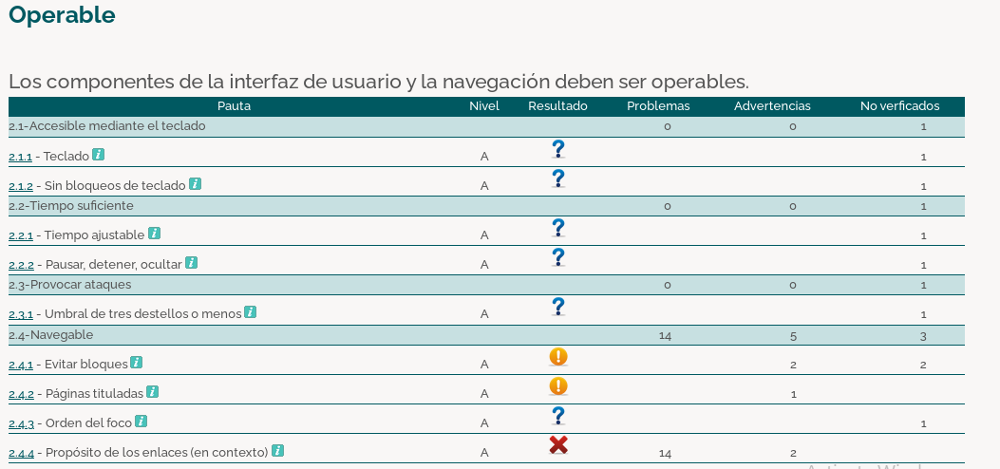 Operable
Los componentes de la interfaz de usuario y la navegación deben ser operables.
Pauta Nivel Resultado Problemas Advertencias No verficados
2.1-Accesible mediante el teclado 0 0 1
2.1.1 - Teclado i A ? 1
2.1.2 - Sin bloqueos de teclado i A ? 1
2.2-Tiempo suficiente 0 0 1
2.2.1 - Tiempo ajustable i A ? 1
2.2.2 - Pausar, detener, ocultar i A ? 1
2.3-Provocar ataques 0 0 1
2.3.1 - Umbral de tres destellos o menos i A ? 1
2.4-Navegable 14 5 3
2.4.1 - Evitar bloques i A ! 2 2
2.4.2 - Páginas tituladas i A ! 1
2.4.3 - Orden del foco i A ? 1
2.4.4 - Propósito de los enlaces (en contexto) i A 14 2